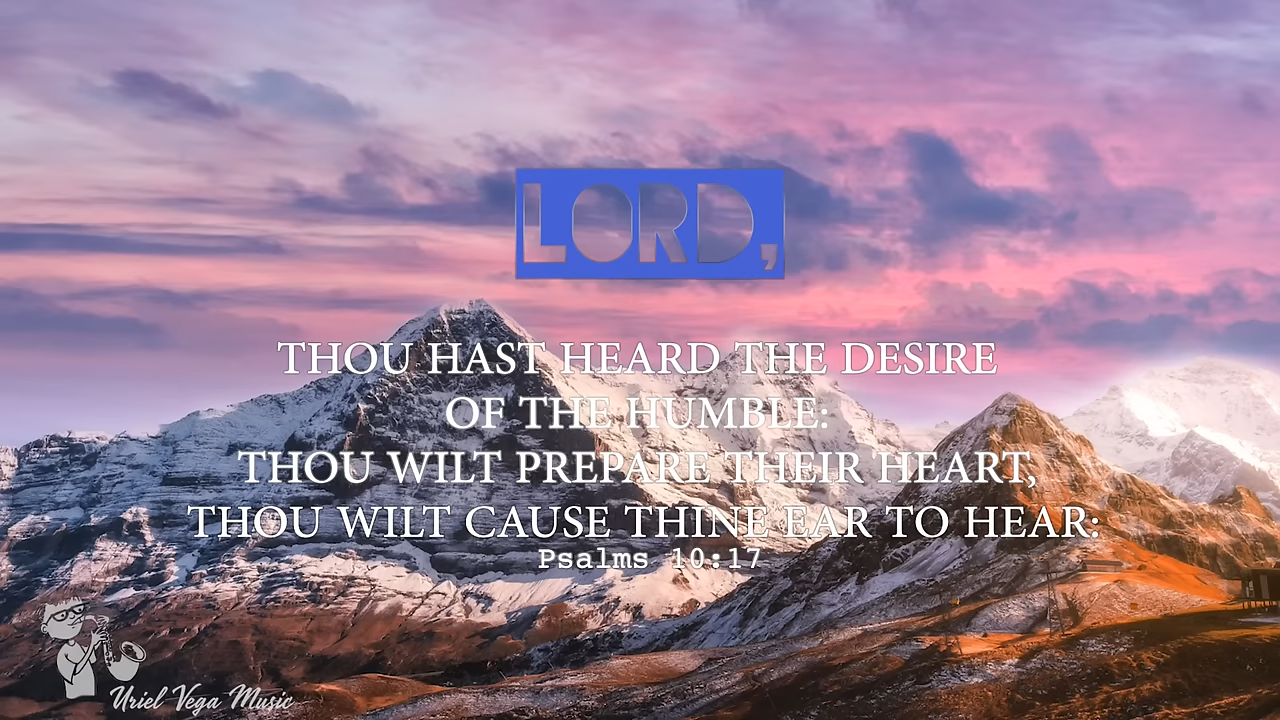 LORD,
THOU HAST HEARD THE DESIRE
OF THE HUMBLE:
THOU WILT PREPARE THEIR HEART,
THOU WILT CAUSE THINE EAR TO HEAR:
Psalms 10:17
Uriel Vega Music